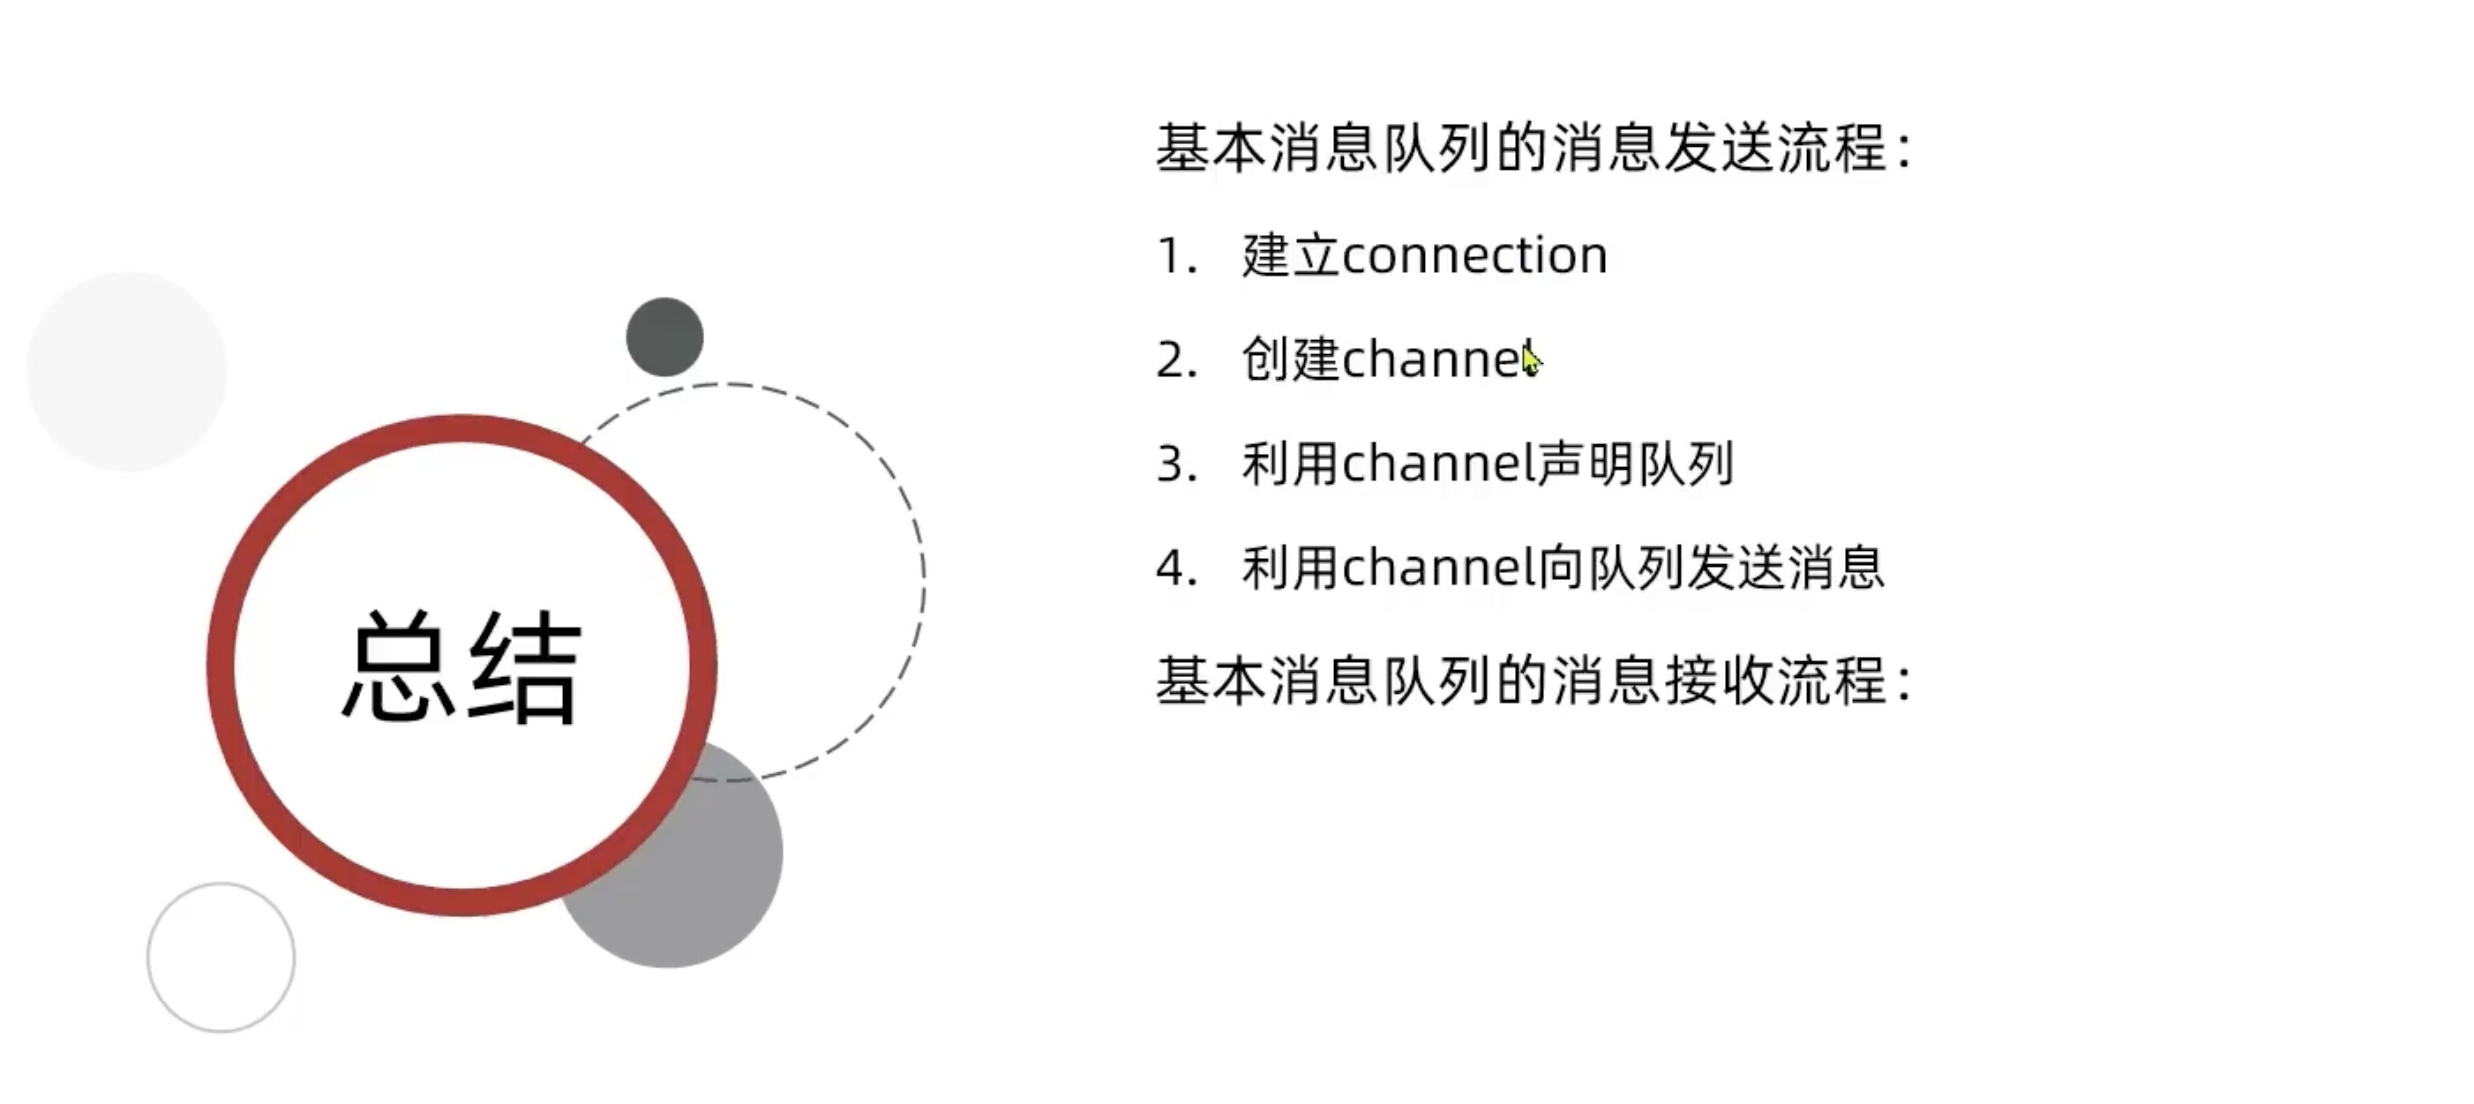 基本消息队列的消息发送流程：
1. 建立connection
2. 创建channel
3. 利用channel声明队列
4. 利用channel向队列发送消息
基本消息队列的消息接收流程：
总结